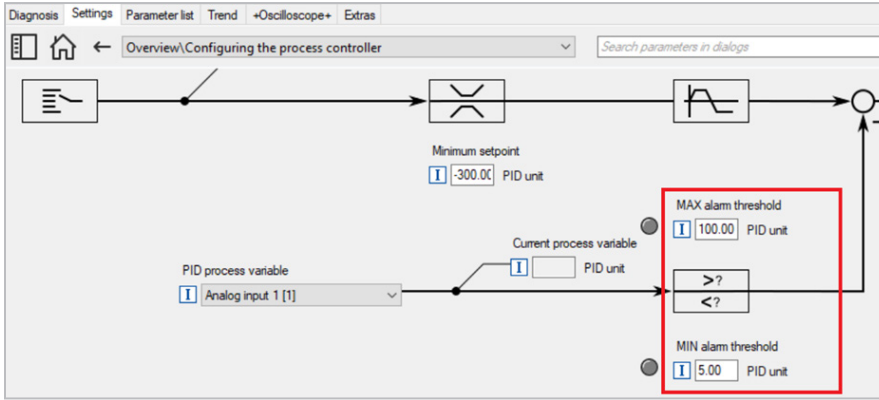 Diagnosis Settings Parameter list Trend +Oscilloscope+ Extras
Overview\Configuring the process controller
Search parameters in dialogs
Minimum setpoint
I -300.00 PID unit
MAX alarm threshold
I 100.00 PID unit
Current process variable
I PID unit
PID process variable
I Analog input 1 [1]
>?
<?
MIN alarm threshold
I 5.00 PID unit